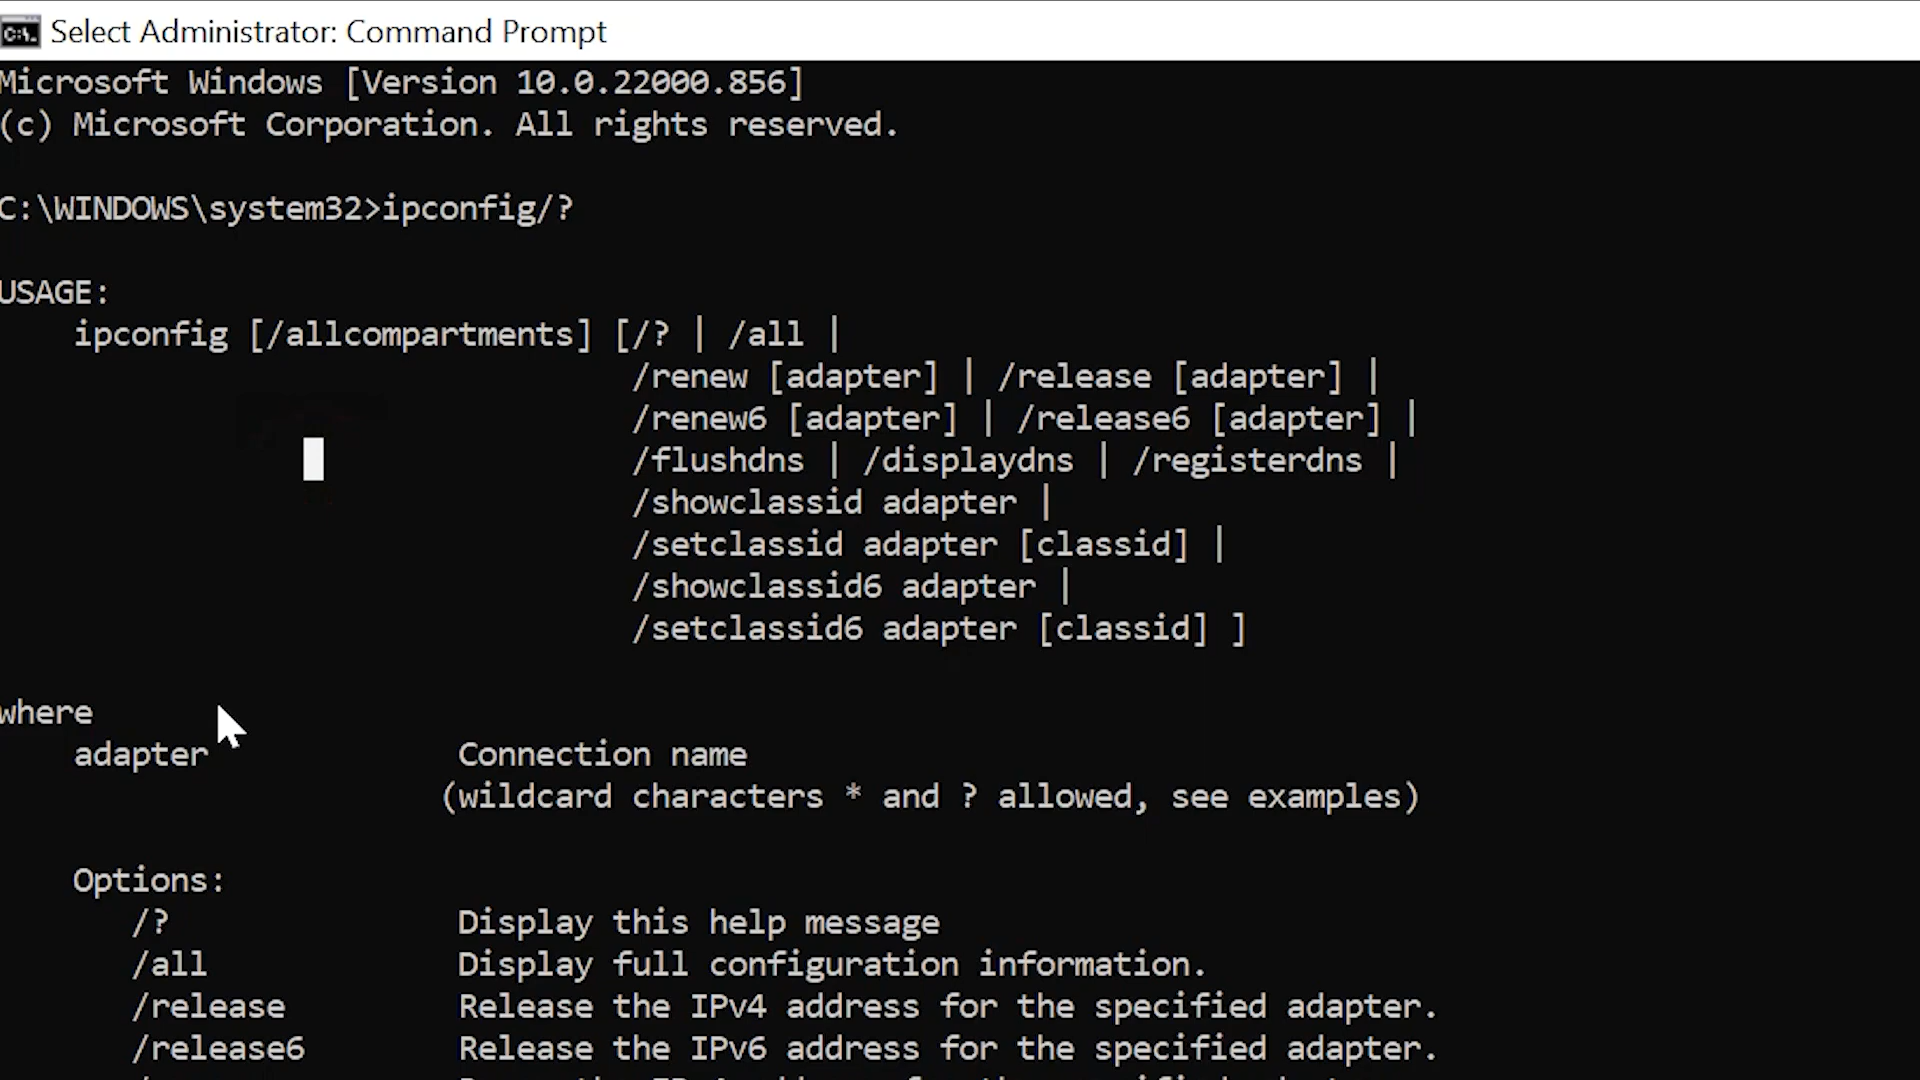 Select Administrator: Command Prompt
Microsoft Windows [Version 10.0.22000.856]
(c) Microsoft Corporation. All rights reserved.
C:\WINDOWS\system32>ipconfig/?
USAGE:
ipconfig [/allcompartments] [/? | /all |
/renew [adapter] | /release [adapter] |
/renew6 [adapter] | /release6 [adapter] |
/flushdns | /displaydns | /registerdns |
/showclassid adapter |
/setclassid adapter [classid] |
/showclassid6 adapter |
/setclassid6 adapter [classid] ]
where
adapter Connection name
(wildcard characters * and ? allowed, see examples)
Options:
/? Display this help message
/all Display full configuration information.
/release Release the IPv4 address for the specified adapter.
/release6 Release the IPv6 address for the specified adapter.